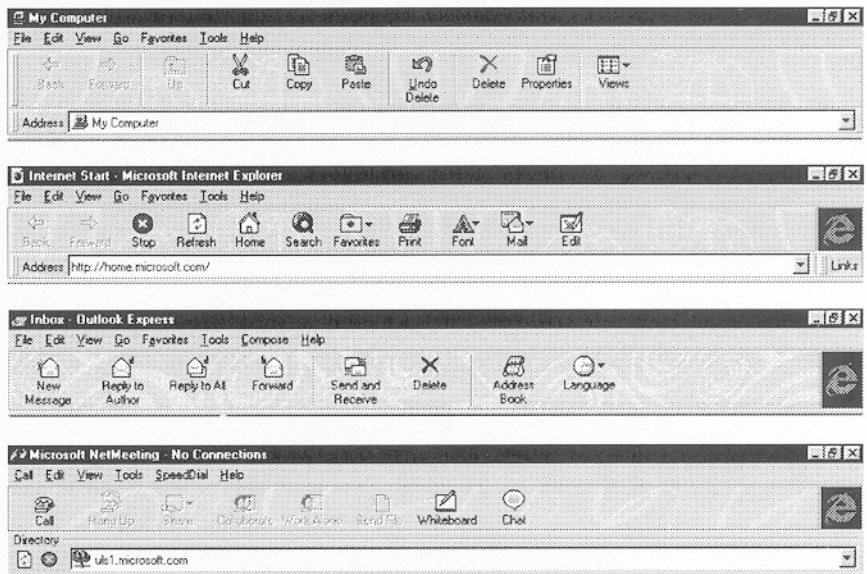 My Computer
File Edit View Go Favorites Tools Help
Back Forward Up Cut Copy Paste Undo Delete Delete Properties Views
Address My Computer
Internet Start - Microsoft Internet Explorer
File Edit View Go Favorites Tools Help
Back Forward Stop Refresh Home Search Favorites Print Font Mail Edit
Address http://home.microsoft.com/ Links
Inbox - Outlook Express
File Edit View Go Favorites Tools Compose Help
New Message Reply to Author Reply to All Forward Send and Receive Delete Address Book Language
Microsoft NetMeeting - No Connections
Call Edit View Tools SpeedDial Help
Call Hang Up Share Collaborate Work Alone Send File Whiteboard Chat
Directory
uls1.microsoft.com